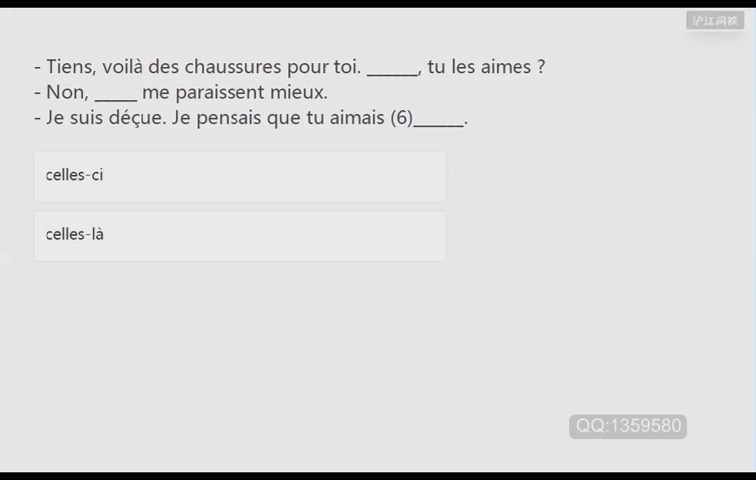 沪江网校
- Tiens, voilà des chaussures pour toi. ______, tu les aimes ?
- Non, _____ me paraissent mieux.
- Je suis déçue. Je pensais que tu aimais (6)______.
celles-ci
celles-là
QQ:1359580